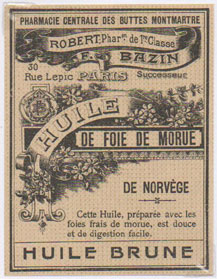 PHARMACIE CENTRALE DES BUTTES MONTMARTRE
ROBERT, Pharⁿ de 1ʳᵉ Classe
F. BAZIN
30
Rue Lepic PARIS Successeur
HUILE
DE FOIE DE MORUE
DE NORVÈGE
Cette Huile, préparée avec les
foies frais de morue, est douce
et de digestion facile.
HUILE BRUNE